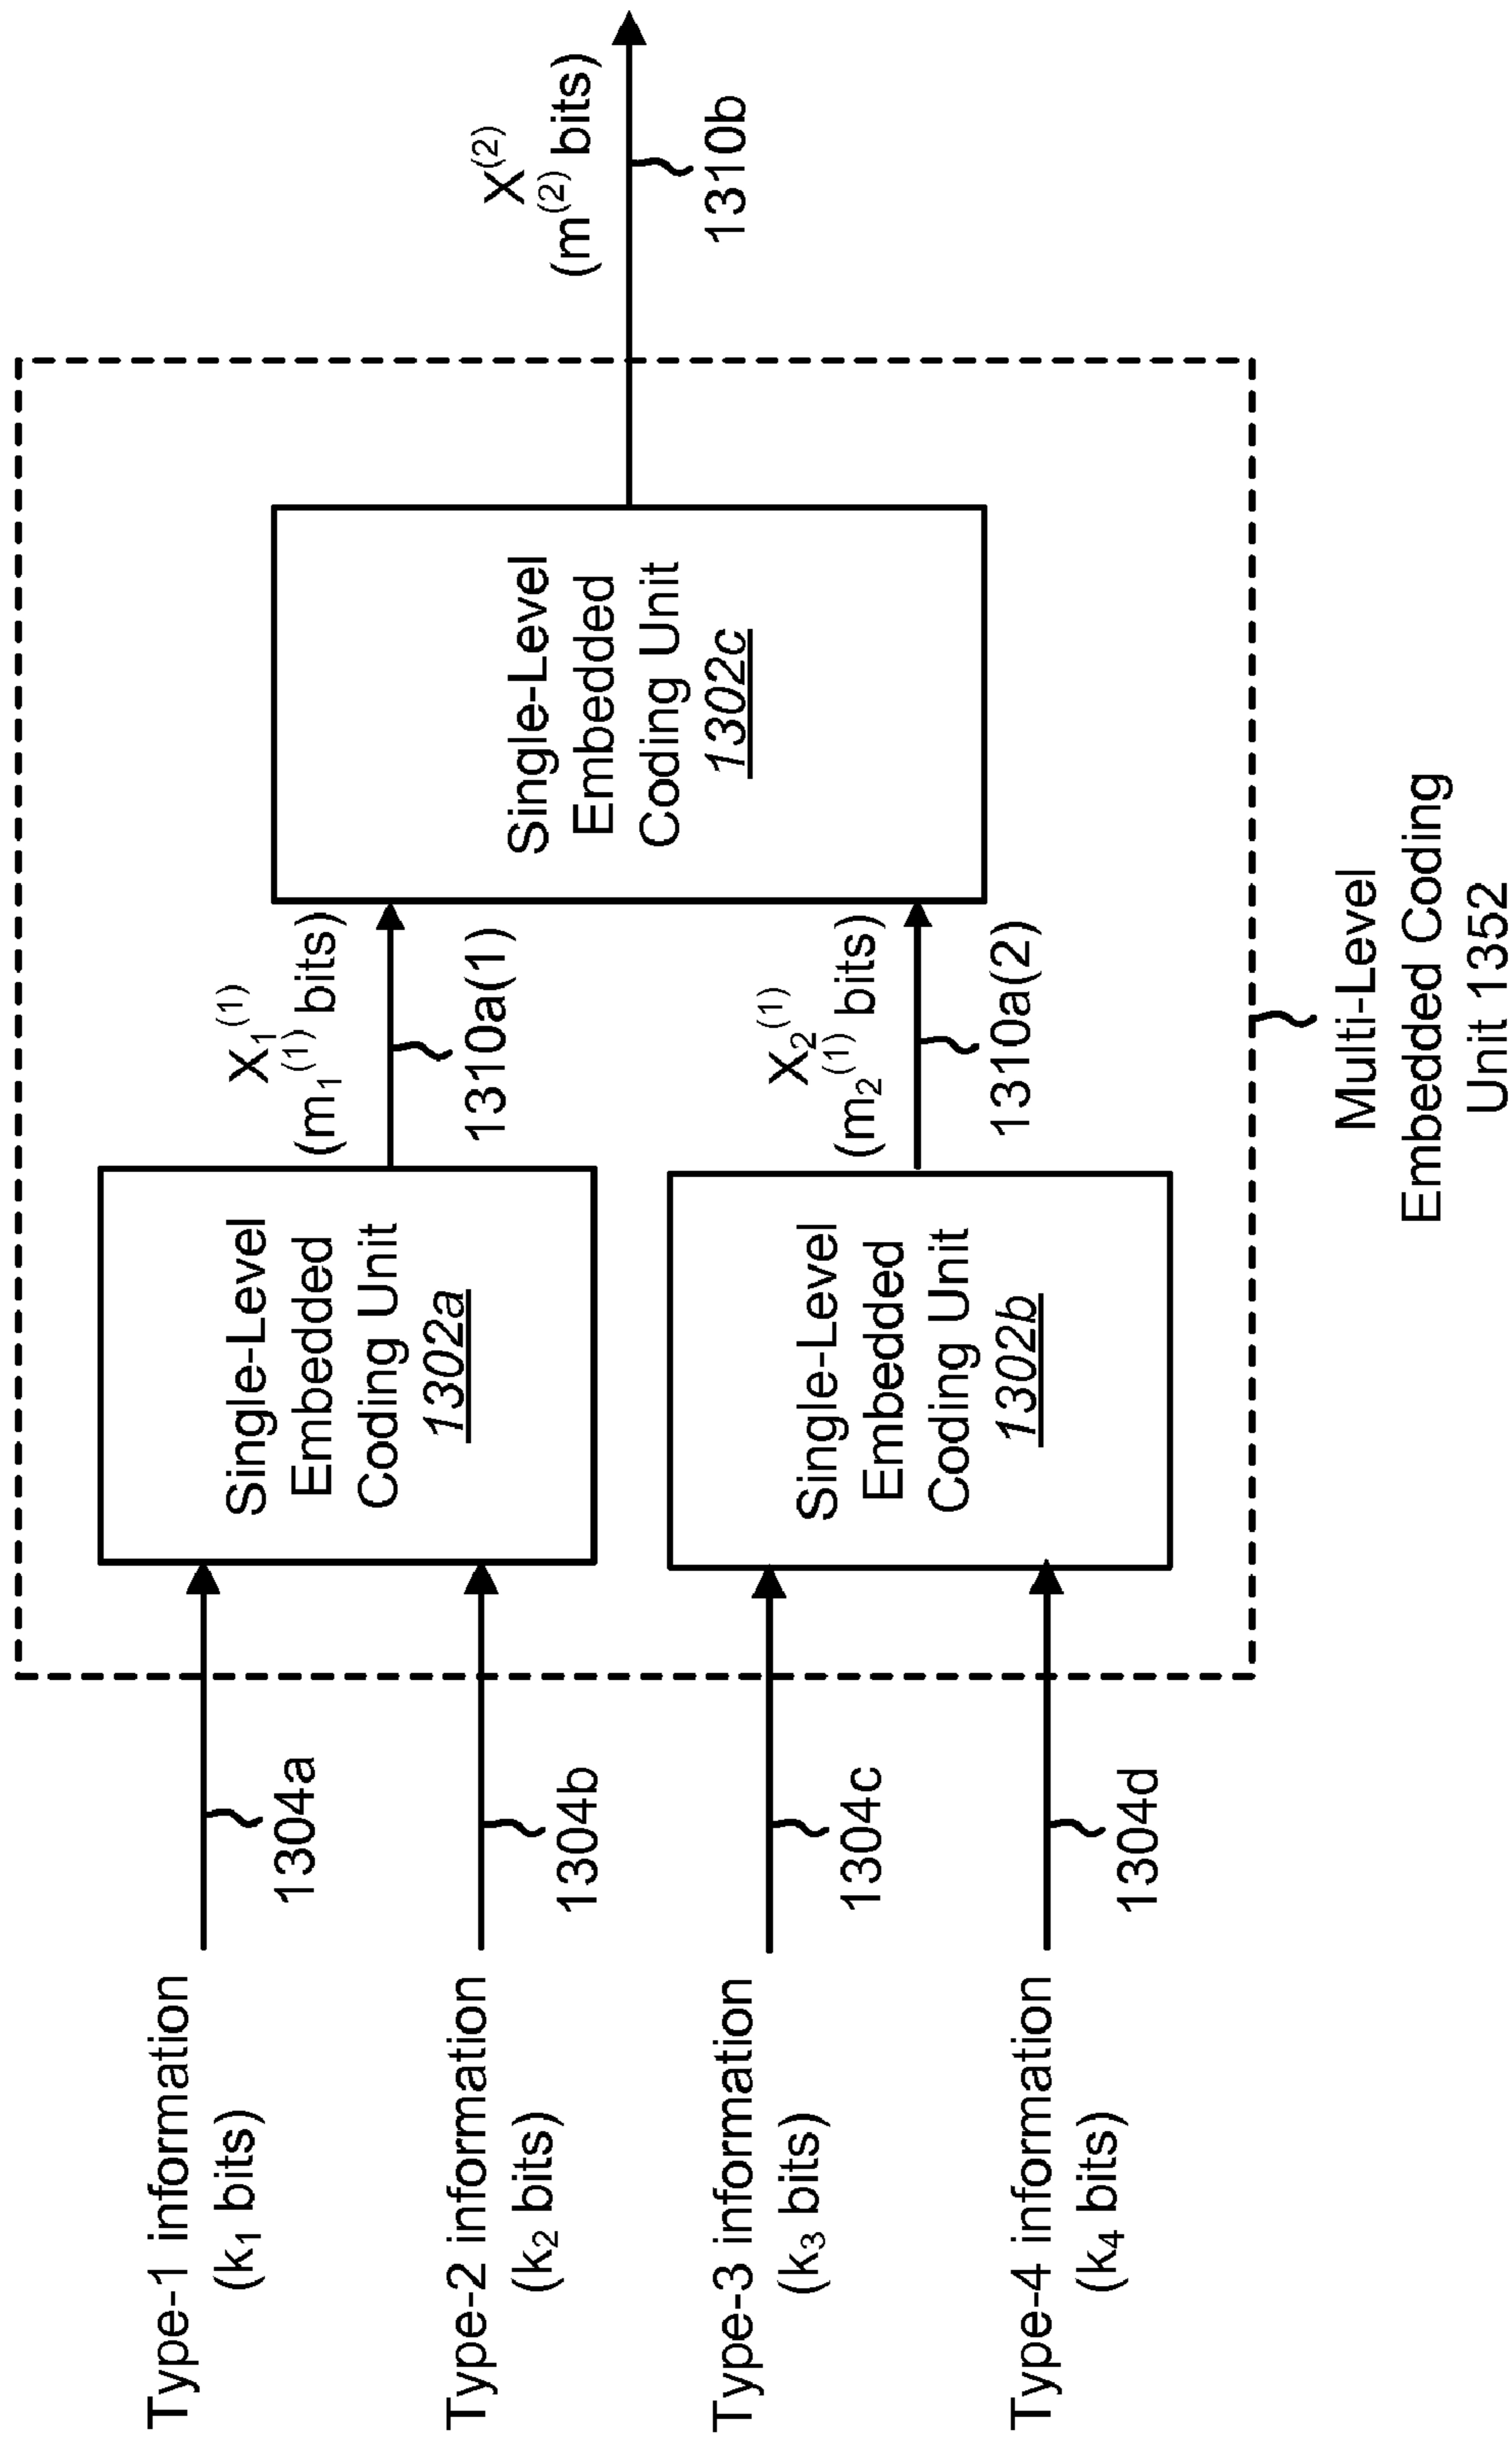 Type-1 information
(k₁ bits)
1304a
Type-2 information
(k₂ bits)
1304b
Type-3 information
(k₃ bits)
1304c
Type-4 information
(k₄ bits)
1304d
Single-Level
Embedded
Coding Unit
1302a
Single-Level
Embedded
Coding Unit
1302b
X₁⁽¹⁾
(m₁⁽¹⁾ bits)
1310a(1)
X₂⁽¹⁾
(m₂⁽¹⁾ bits)
1310a(2)
Single-Level
Embedded
Coding Unit
1302c
X⁽²⁾
(m⁽²⁾ bits)
1310b
Multi-Level
Embedded Coding
Unit 1352